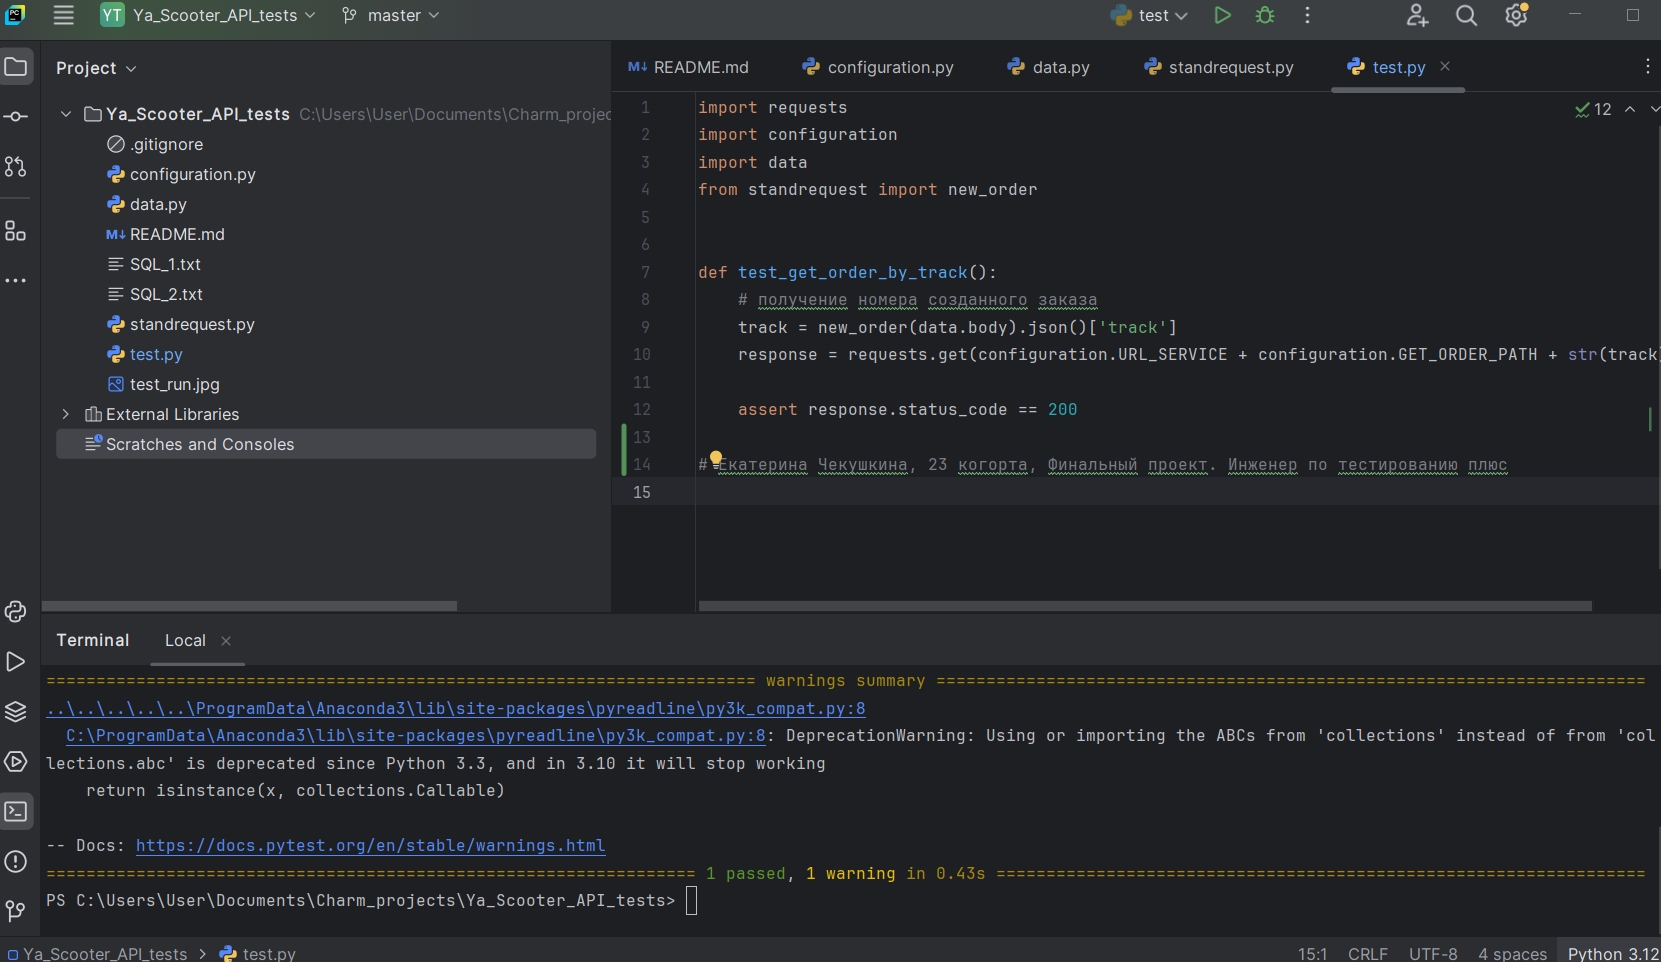 YT Ya_Scooter_API_tests master test
Project
Ya_Scooter_API_tests C:\Users\User\Documents\Charm_projec
.gitignore
configuration.py
data.py
README.md
SQL_1.txt
SQL_2.txt
standrequest.py
test.py
test_run.jpg
External Libraries
Scratches and Consoles
README.md configuration.py data.py standrequest.py test.py
12
1 import requests
2 import configuration
3 import data
4 from standrequest import new_order
5
6
7 def test_get_order_by_track():
8 # получение номера созданного заказа
9 track = new_order(data.body).json()['track']
10 response = requests.get(configuration.URL_SERVICE + configuration.GET_ORDER_PATH + str(track
11
12 assert response.status_code == 200
13
14 # Екатерина Чекушкина, 23 когорта, Финальный проект. Инженер по тестированию плюс
15
Terminal Local
======================================================================= warnings summary =======================================================================
..\..\..\..\..\ProgramData\Anaconda3\lib\site-packages\pyreadline\py3k_compat.py:8
C:\ProgramData\Anaconda3\lib\site-packages\pyreadline\py3k_compat.py:8: DeprecationWarning: Using or importing the ABCs from 'collections' instead of from 'col
lections.abc' is deprecated since Python 3.3, and in 3.10 it will stop working
return isinstance(x, collections.Callable)
-- Docs: https://docs.pytest.org/en/stable/warnings.html
================================================================= 1 passed, 1 warning in 0.43s =================================================================
PS C:\Users\User\Documents\Charm_projects\Ya_Scooter_API_tests>
Ya_Scooter_API_tests > test.py 15:1 CRLF UTF-8 4 spaces Python 3.12